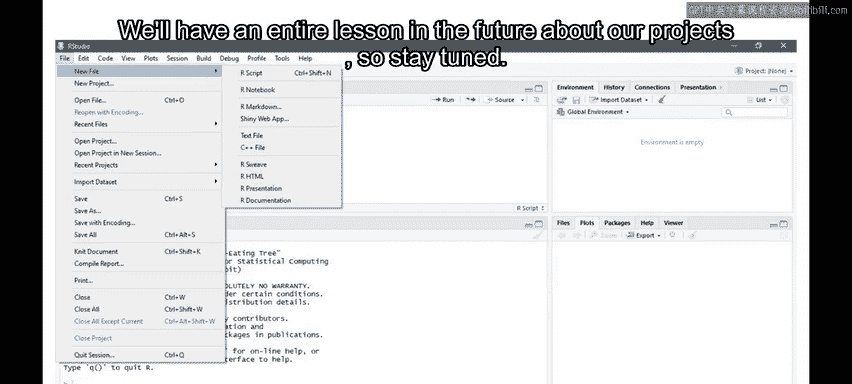 We'll have an entire lesson in the future about our projects
, so stay tuned.
RStudio
File Edit Code View Plots Session Build Debug Profile Tools Help
Project: (None)
New File
New Project...
Open File... Ctrl+O
Reopen with Encoding...
Recent Files
Open Project...
Open Project in New Session...
Recent Projects
Import Dataset
Save Ctrl+S
Save As...
Save with Encoding...
Save All Ctrl+Alt+S
Knit Document Ctrl+Shift+K
Compile Report...
Print...
Close Ctrl+W
Close All Ctrl+Shift+W
Close All Except Current Ctrl+Alt+Shift+W
Close Project
Quit Session... Ctrl+Q
R Script Ctrl+Shift+N
R Notebook
R Markdown...
Shiny Web App...
Text File
C++ File
R Sweave
R HTML
R Presentation
R Documentation
Run Source
R Script
-Eating Tree"
or Statistical Computing
bit)
SOLUTELY NO WARRANTY.
der certain conditions.
istribution details.
y contributors.
ation and
ckages in publications.
' for on-line help, or
terface to help.
Type 'q()' to quit R.
Environment History Connections Presentation
Import Dataset List
Global Environment
Environment is empty
Files Plots Packages Help Viewer
Zoom Export